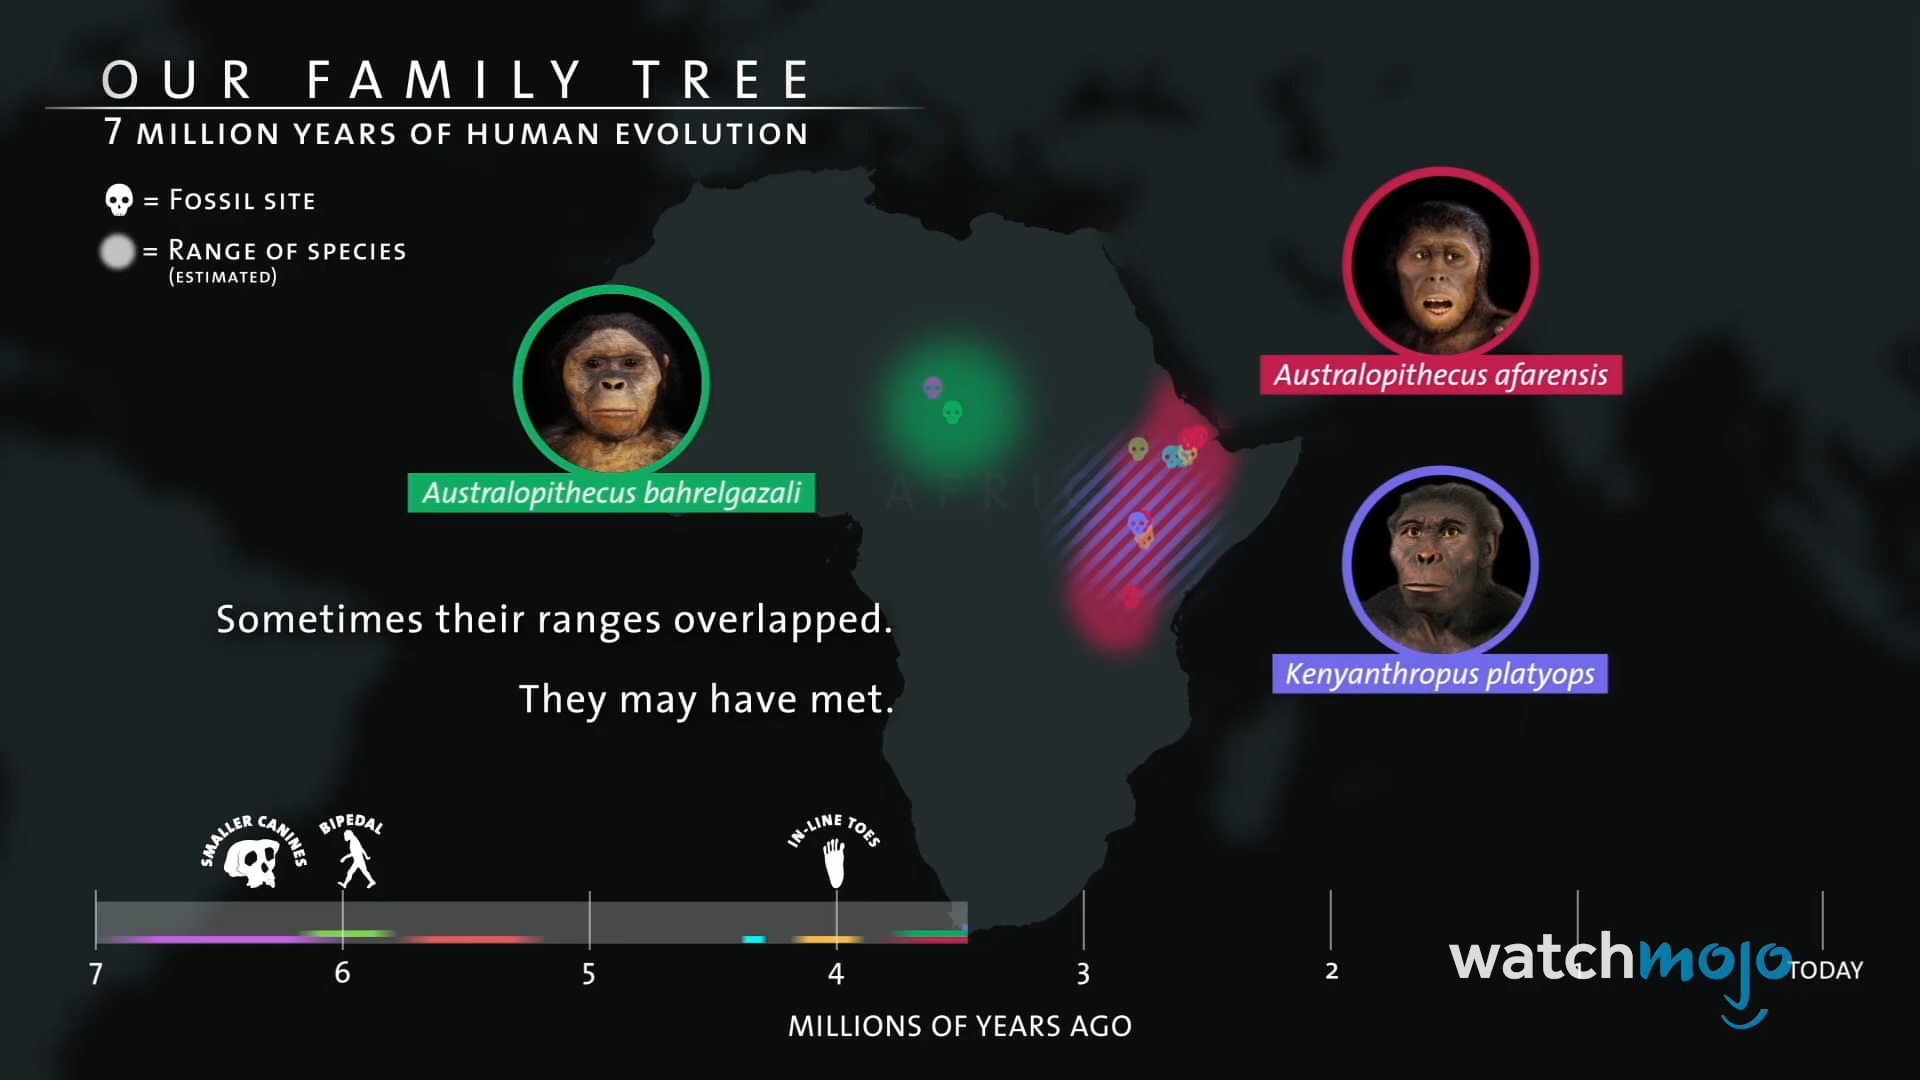 OUR FAMILY TREE
7 MILLION YEARS OF HUMAN EVOLUTION
= FOSSIL SITE
= RANGE OF SPECIES
(ESTIMATED)
Australopithecus afarensis
Australopithecus bahrelgazali
AFRIC
Kenyanthropus platyops
Sometimes their ranges overlapped.
They may have met.
SMALLER CANINES
BIPEDAL
IN-LINE TOES
7 6 5 4 3 2 1 TODAY
watchmojo
MILLIONS OF YEARS AGO